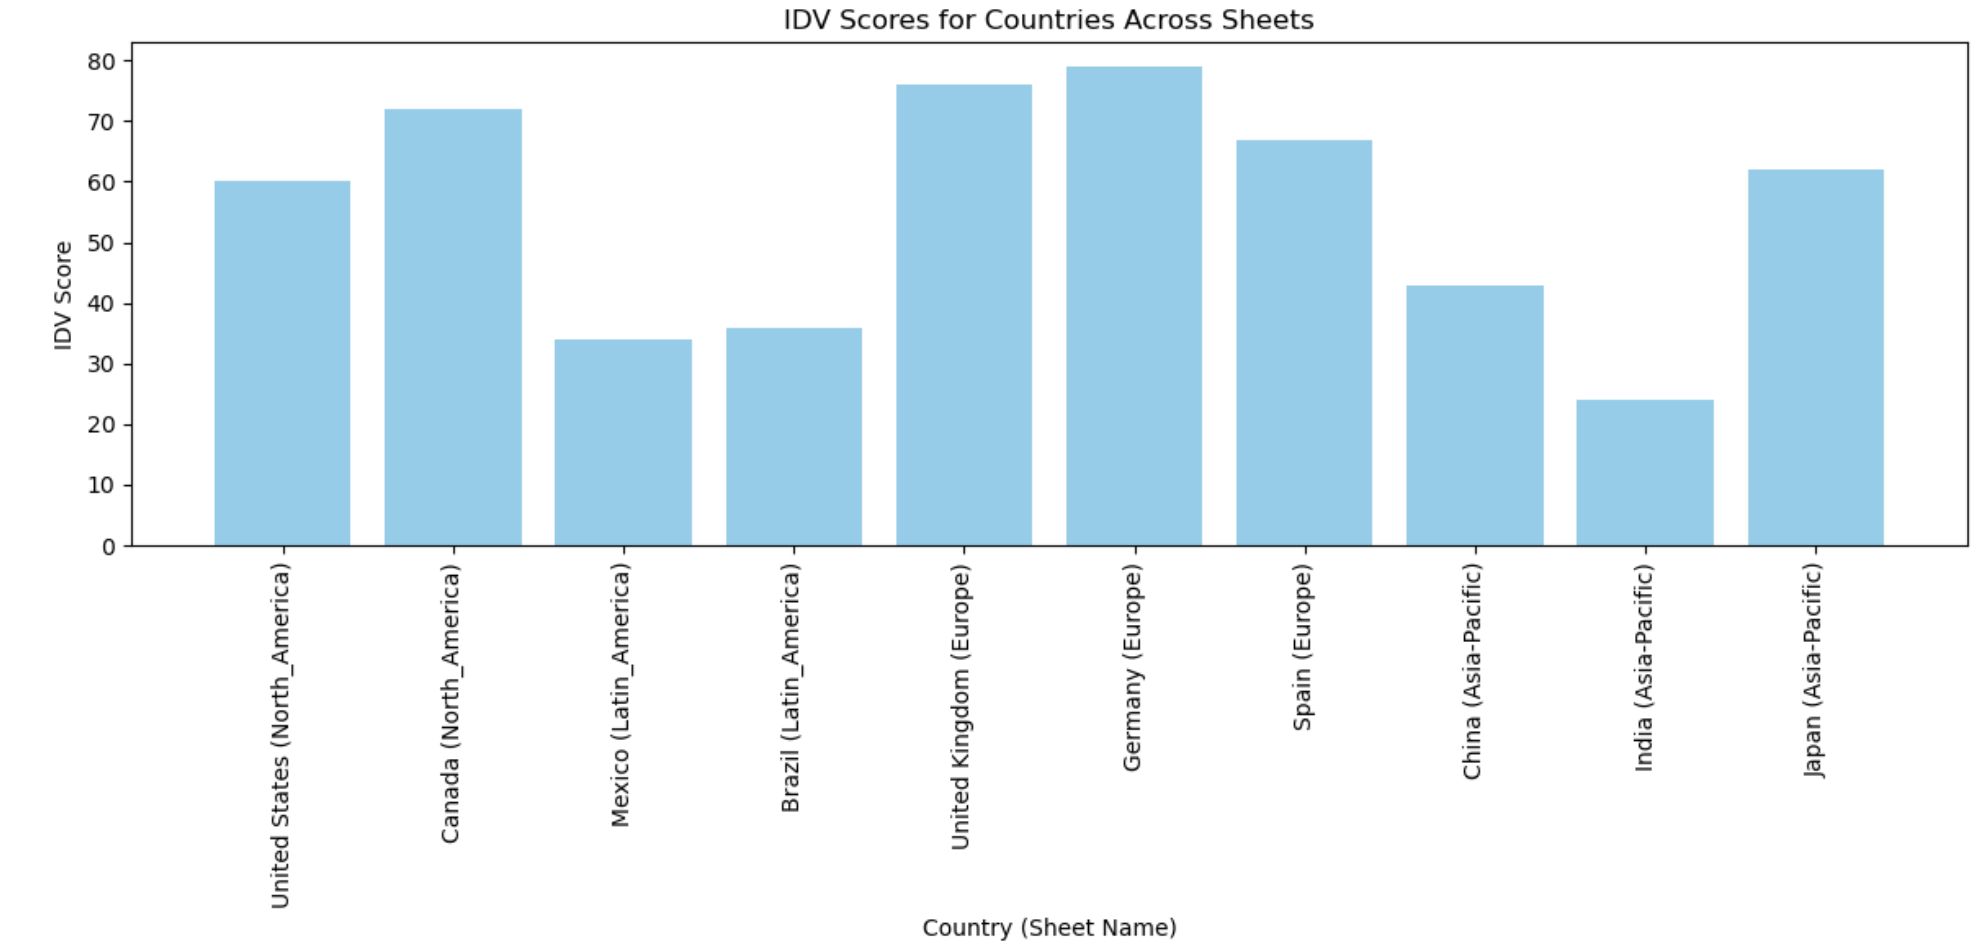 IDV Scores for Countries Across Sheets
IDV Score
80
70
60
50
40
30
20
10
0
United States (North_America)
Canada (North_America)
Mexico (Latin_America)
Brazil (Latin_America)
United Kingdom (Europe)
Germany (Europe)
Spain (Europe)
China (Asia-Pacific)
India (Asia-Pacific)
Japan (Asia-Pacific)
Country (Sheet Name)